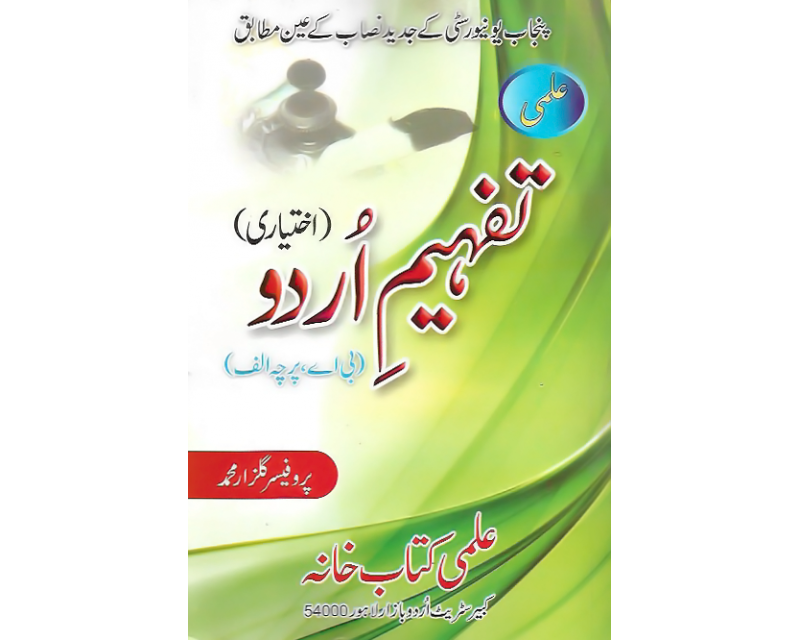 پنجاب یونیورسٹی کے جدید نصاب کے عین مطابق
علمی
تفہیمِ اُردو
(اختیاری)
(بی اے، پرچہ الف)
پروفیسر گلزار محمد
علمی کتاب خانہ
کبیر سٹریٹ اُردو بازار لاہور 54000